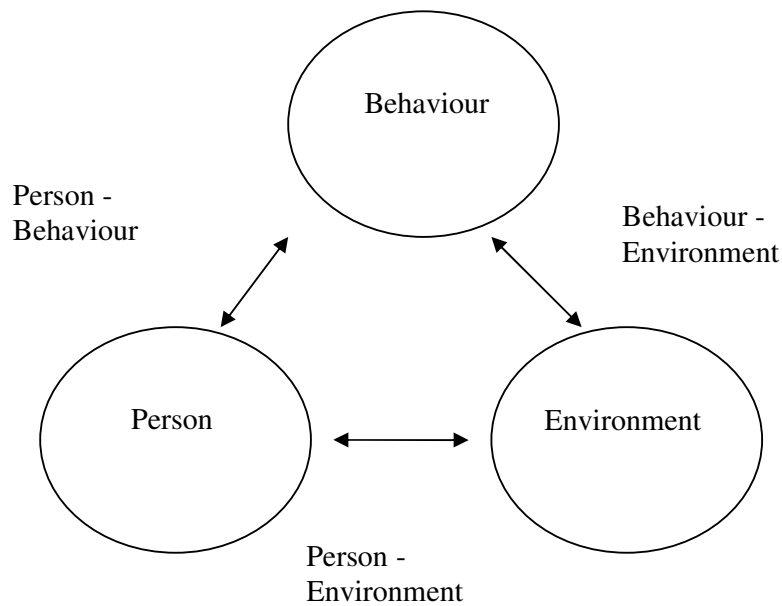 Behaviour
Person -
Behaviour
Behaviour -
Environment
Person
Environment
Person -
Environment